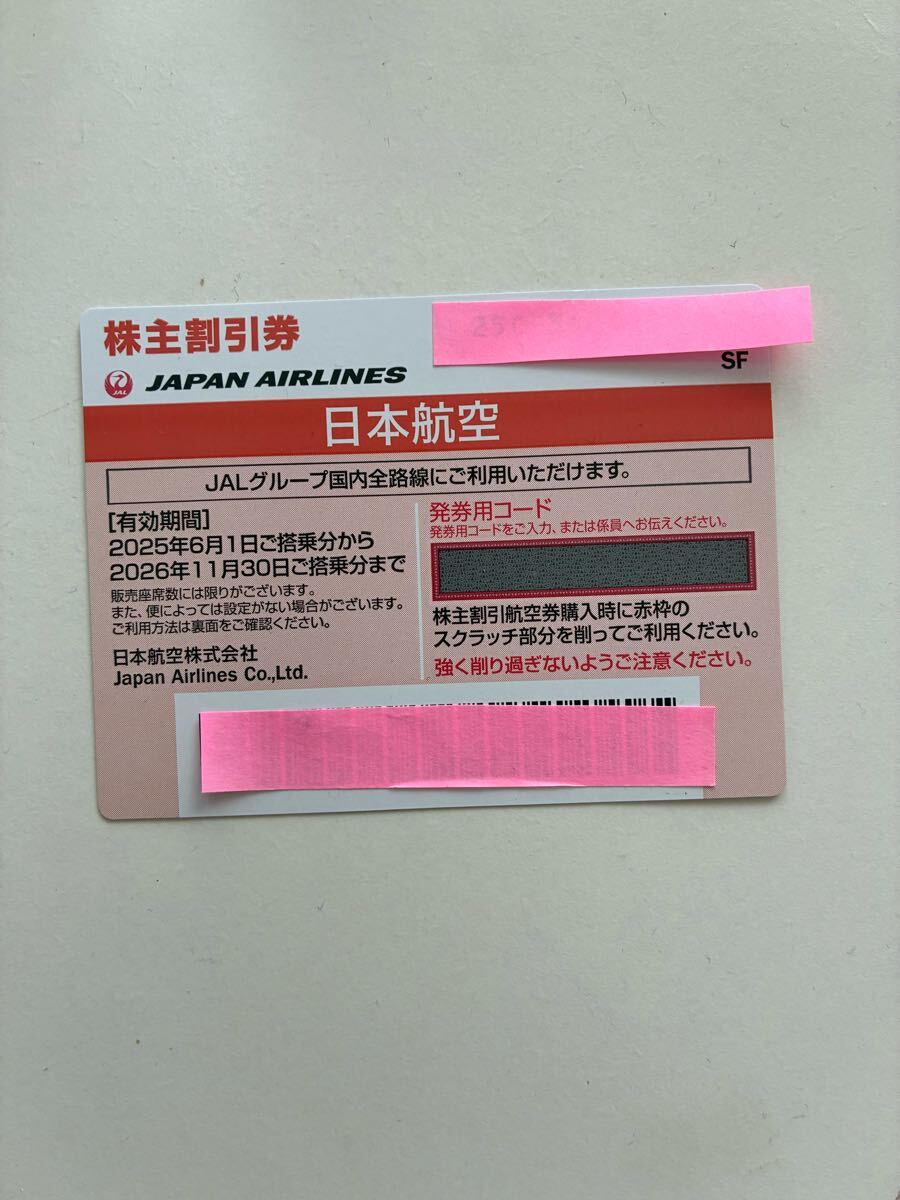 株主割引券
SF
JAL JAPAN AIRLINES
日本航空
JALグループ国内全路線にご利用いただけます。
[有効期間]
2025年6月1日ご搭乗分から
2026年11月30日ご搭乗分まで
販売座席数には限りがございます。
また、便によっては設定がない場合がございます。
ご利用方法は裏面をご確認ください。
日本航空株式会社
Japan Airlines Co.,Ltd.
発券用コード
発券用コードをご入力、または係員へお伝えください。
株主割引航空券購入時に赤枠の
スクラッチ部分を削ってご利用ください。
強く削り過ぎないようご注意ください。